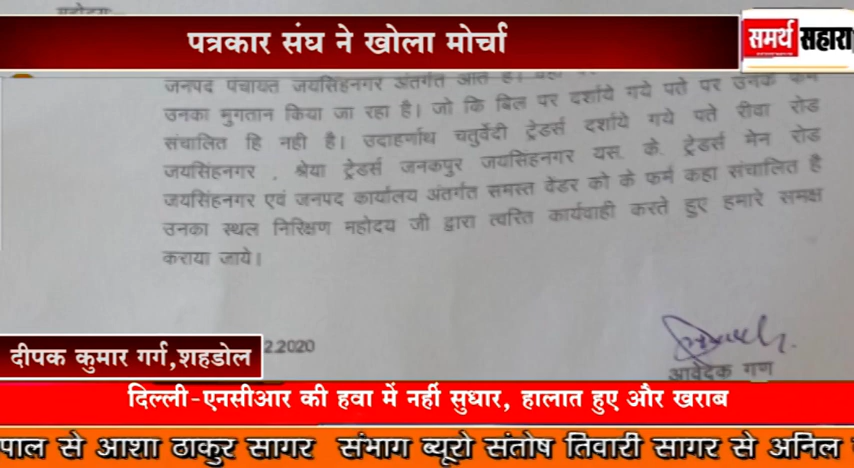 महोदय,
पत्रकार संघ ने खोला मोर्चा
समर्थ सहारा
जनपद पंचायत जयसिंहनगर अंतर्गत आते है।
उनका भुगतान किया जा रहा है। जो कि बिल पर दर्शाये गये पते पर उनके फर्म
संचालित हि नही है। उदाहर्णाथ चतुर्वेदी ट्रेडर्स दर्शाये गये पते रीवा रोड
जयसिंहनगर , श्रेया ट्रेडर्स जनकपुर जयसिंहनगर यस. के. ट्रेडर्स मेन रोड
जयसिंहनगर एवं जनपद कार्यालय अंतर्गत समस्त वेडर को के फर्म कहा संचालित है
उनका स्थल निरिक्षण महोदय जी द्वारा त्वरित कार्यवाही करते हुए हमारे समक्ष
कराया जाये।
2.2020
आवेदक गण
दीपक कुमार गर्ग,शहडोल
दिल्ली-एनसीआर की हवा में नहीं सुधार, हालात हुए और खराब
पाल से आशा ठाकुर सागर संभाग ब्यूरो संतोष तिवारी सागर से अनिल